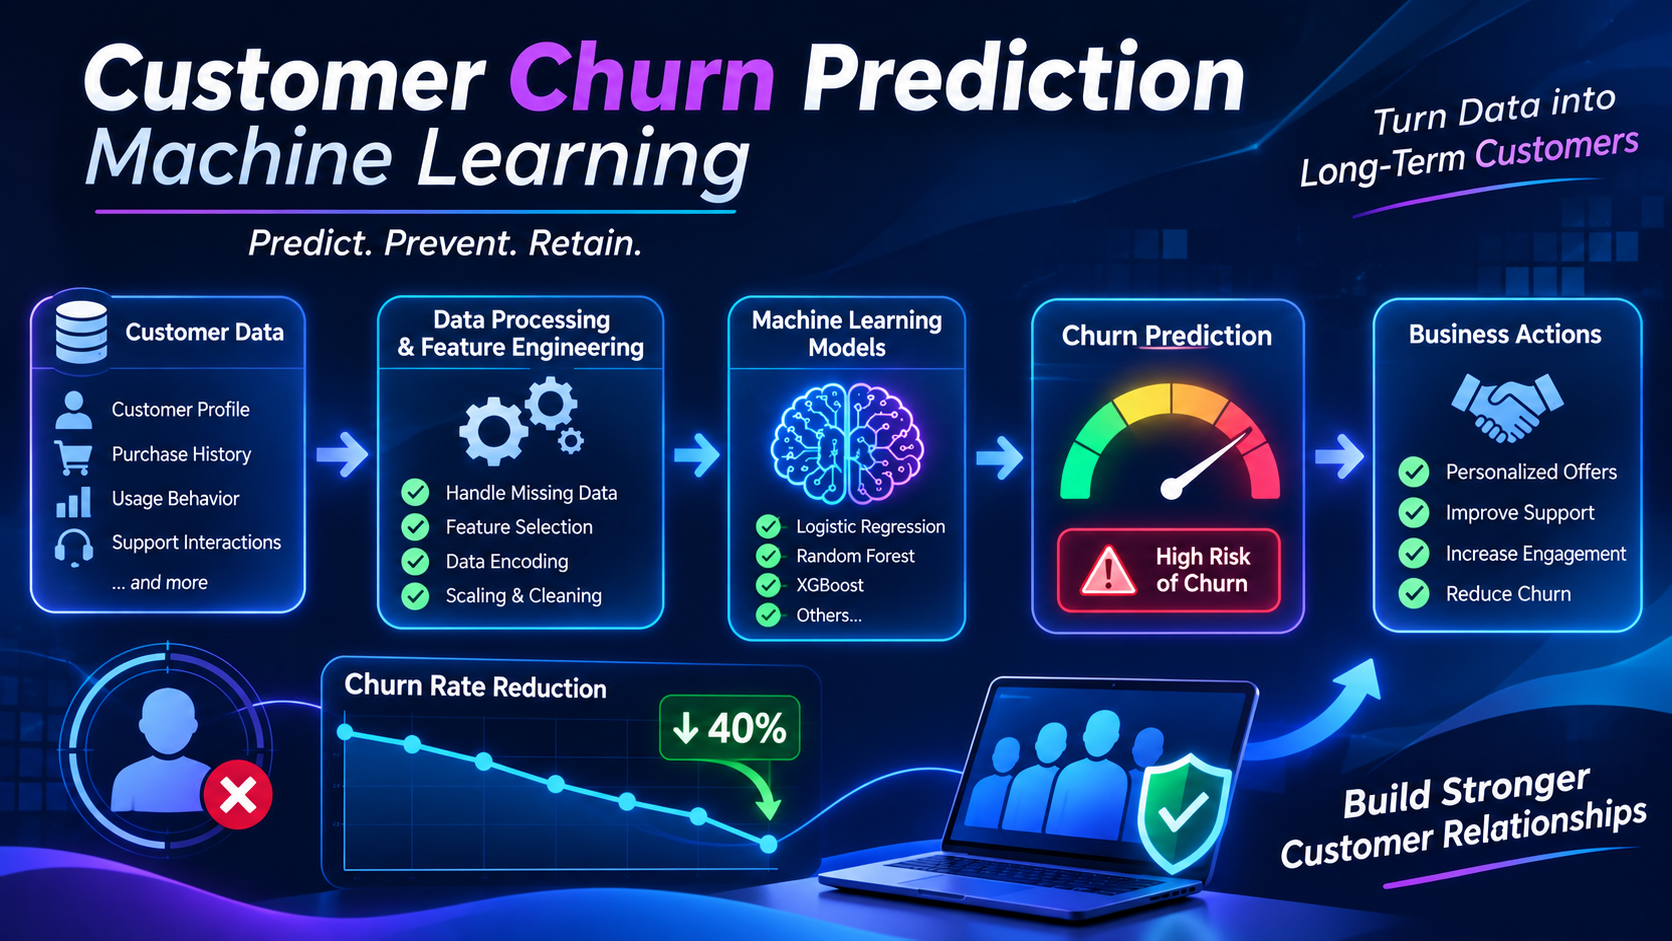 Customer Churn Prediction
Machine Learning
Predict. Prevent. Retain.
Turn Data into
Long-Term Customers
Customer Data
Customer Profile
Purchase History
Usage Behavior
Support Interactions
... and more
Data Processing
& Feature Engineering
Handle Missing Data
Feature Selection
Data Encoding
Scaling & Cleaning
Machine Learning
Models
Logistic Regression
Random Forest
XGBoost
Others...
Churn Prediction
High Risk
of Churn
Business Actions
Personalized Offers
Improve Support
Increase Engagement
Reduce Churn
Churn Rate Reduction
↓ 40%
Build Stronger
Customer Relationships